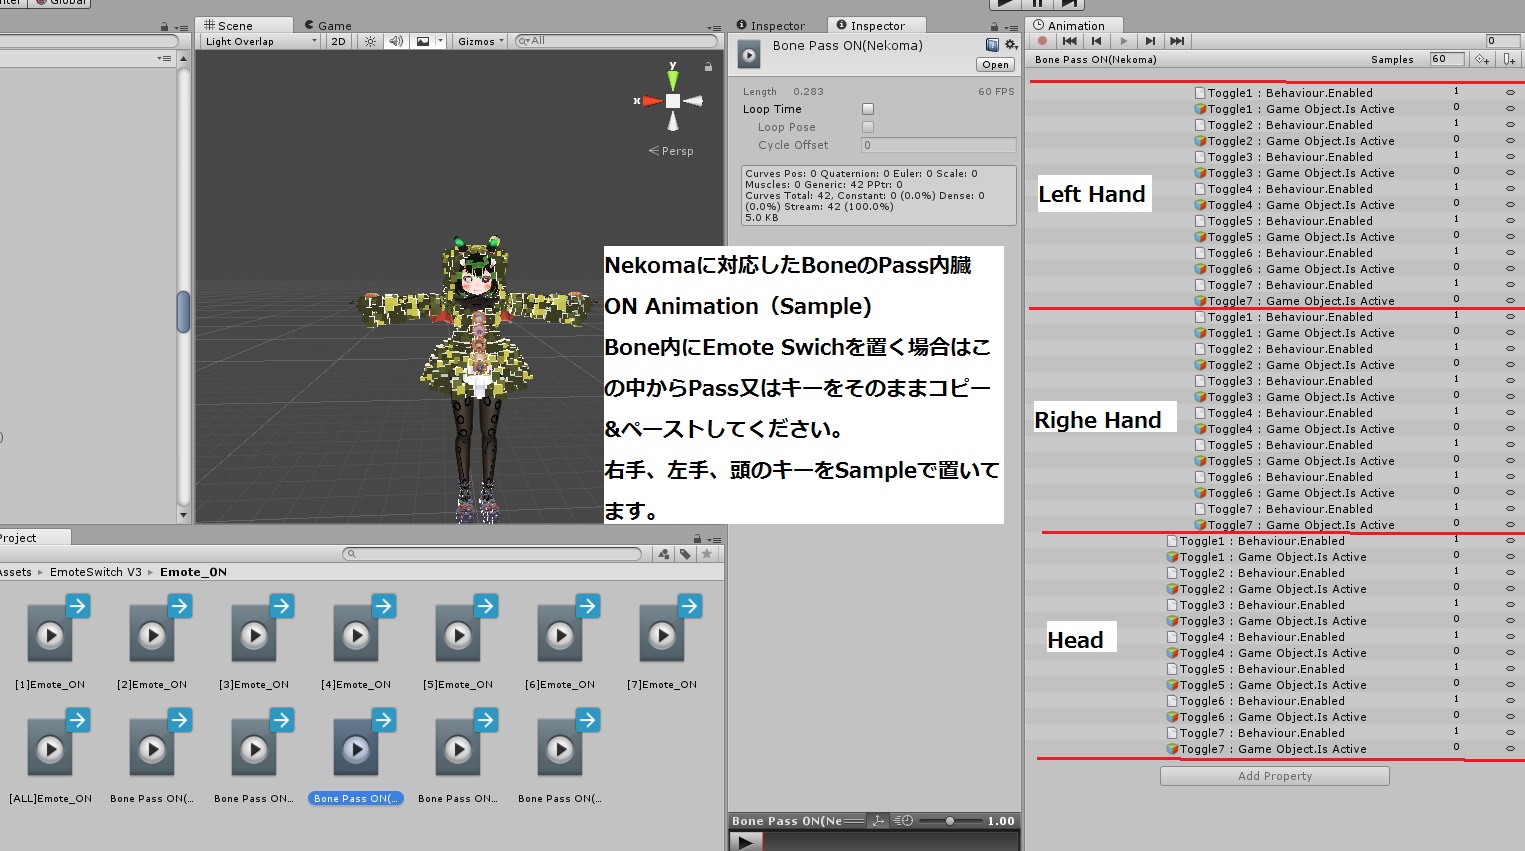 Global
Scene
Game
Light Overlap
2D
Gizmos
All
y
x
Persp
Inspector
Inspector
Bone Pass ON(Nekoma)
Open
Length 0.283 60 FPS
Loop Time
Loop Pose
Cycle Offset 0
Curves Pos: 0 Quaternion: 0 Euler: 0 Scale: 0
Muscles: 0 Generic: 42 PPtr: 0
Curves Total: 42, Constant: 0 (0.0%) Dense: 0
(0.0%) Stream: 42 (100.0%)
5.0 KB
Nekomaに対応したBoneのPass内臓
ON Animation（Sample)
Bone内にEmote Swichを置く場合はこ
の中からPass又はキーをそのままコピー
&ペーストしてください。
右手、左手、頭のキーをSampleで置いて
ます。
Animation
0
Bone Pass ON(Nekoma) Samples 60
Toggle1 : Behaviour.Enabled 1
Toggle1 : Game Object.Is Active 0
Toggle2 : Behaviour.Enabled 1
Toggle2 : Game Object.Is Active 0
Toggle3 : Behaviour.Enabled 1
Toggle3 : Game Object.Is Active 0
Left Hand
Toggle4 : Behaviour.Enabled 1
Toggle4 : Game Object.Is Active 0
Toggle5 : Behaviour.Enabled 1
Toggle5 : Game Object.Is Active 0
Toggle6 : Behaviour.Enabled 1
Toggle6 : Game Object.Is Active 0
Toggle7 : Behaviour.Enabled 1
Toggle7 : Game Object.Is Active 0
Toggle1 : Behaviour.Enabled 1
Toggle1 : Game Object.Is Active 0
Toggle2 : Behaviour.Enabled 1
Toggle2 : Game Object.Is Active 0
Toggle3 : Behaviour.Enabled 1
Toggle3 : Game Object.Is Active 0
Righe Hand
Toggle4 : Behaviour.Enabled 1
Toggle4 : Game Object.Is Active 0
Toggle5 : Behaviour.Enabled 1
Toggle5 : Game Object.Is Active 0
Toggle6 : Behaviour.Enabled 1
Toggle6 : Game Object.Is Active 0
Toggle7 : Behaviour.Enabled 1
Toggle7 : Game Object.Is Active 0
Toggle1 : Behaviour.Enabled 1
Toggle1 : Game Object.Is Active 0
Toggle2 : Behaviour.Enabled 1
Toggle2 : Game Object.Is Active 0
Toggle3 : Behaviour.Enabled 1
Toggle3 : Game Object.Is Active 0
Head
Toggle4 : Behaviour.Enabled 1
Toggle4 : Game Object.Is Active 0
Toggle5 : Behaviour.Enabled 1
Toggle5 : Game Object.Is Active 0
Toggle6 : Behaviour.Enabled 1
Toggle6 : Game Object.Is Active 0
Toggle7 : Behaviour.Enabled 1
Toggle7 : Game Object.Is Active 0
Add Property
Project
Assets ▸ EmoteSwitch V3 ▸ Emote_ON
[1]Emote_ON [2]Emote_ON [3]Emote_ON [4]Emote_ON [5]Emote_ON [6]Emote_ON [7]Emote_ON
[ALL]Emote_ON Bone Pass ON(... Bone Pass ON... Bone Pass ON(... Bone Pass ON... Bone Pass ON(...
Bone Pass ON(Ne 1.00